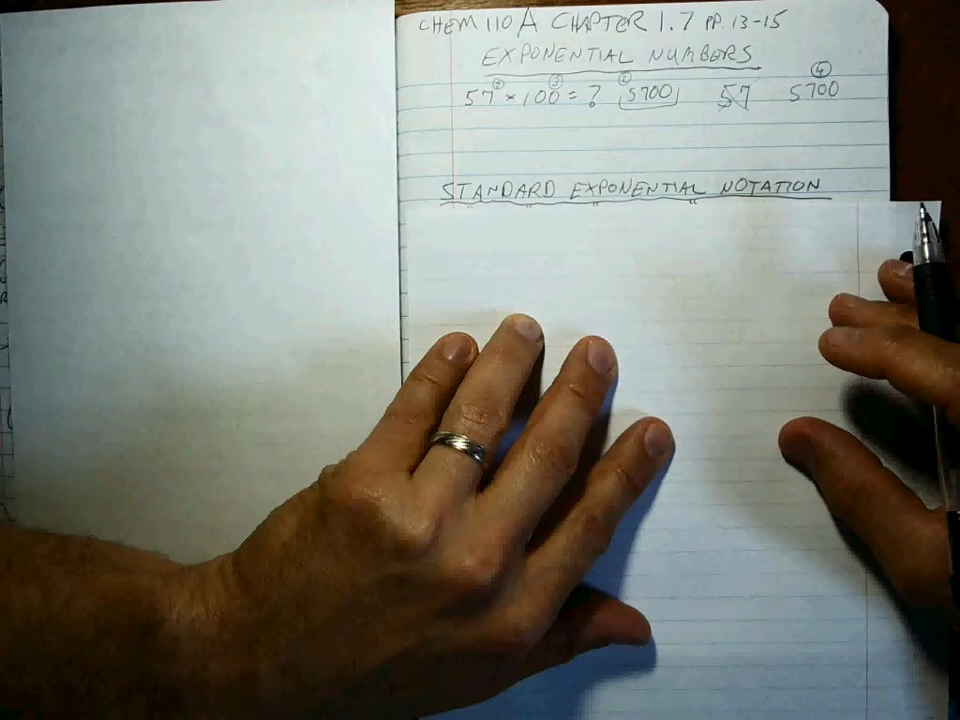 CHEM 110A CHAPTER 1.7 PP. 13-15
EXPONENTIAL NUMBERS
57 × 100 = ? 5700 57 5700
STANDARD EXPONENTIAL NOTATION